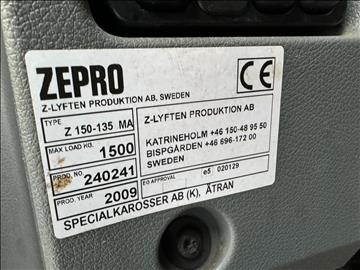 ZEPRO
Z-LYFTEN PRODUKTION AB, SWEDEN
CE
TYPE Z 150-135 MA
MAX LOAD KG. 1500
PROD. NO. 240241
PROD. YEAR 2009
Z-LYFTEN PRODUKTION AB
KATRINEHOLM +46 150-48 95 50
BISPGÅRDEN +46 696-172 00
SWEDEN
EG APPROVAL e5 020129
SPECIALKAROSSER AB (K), ÄTRAN